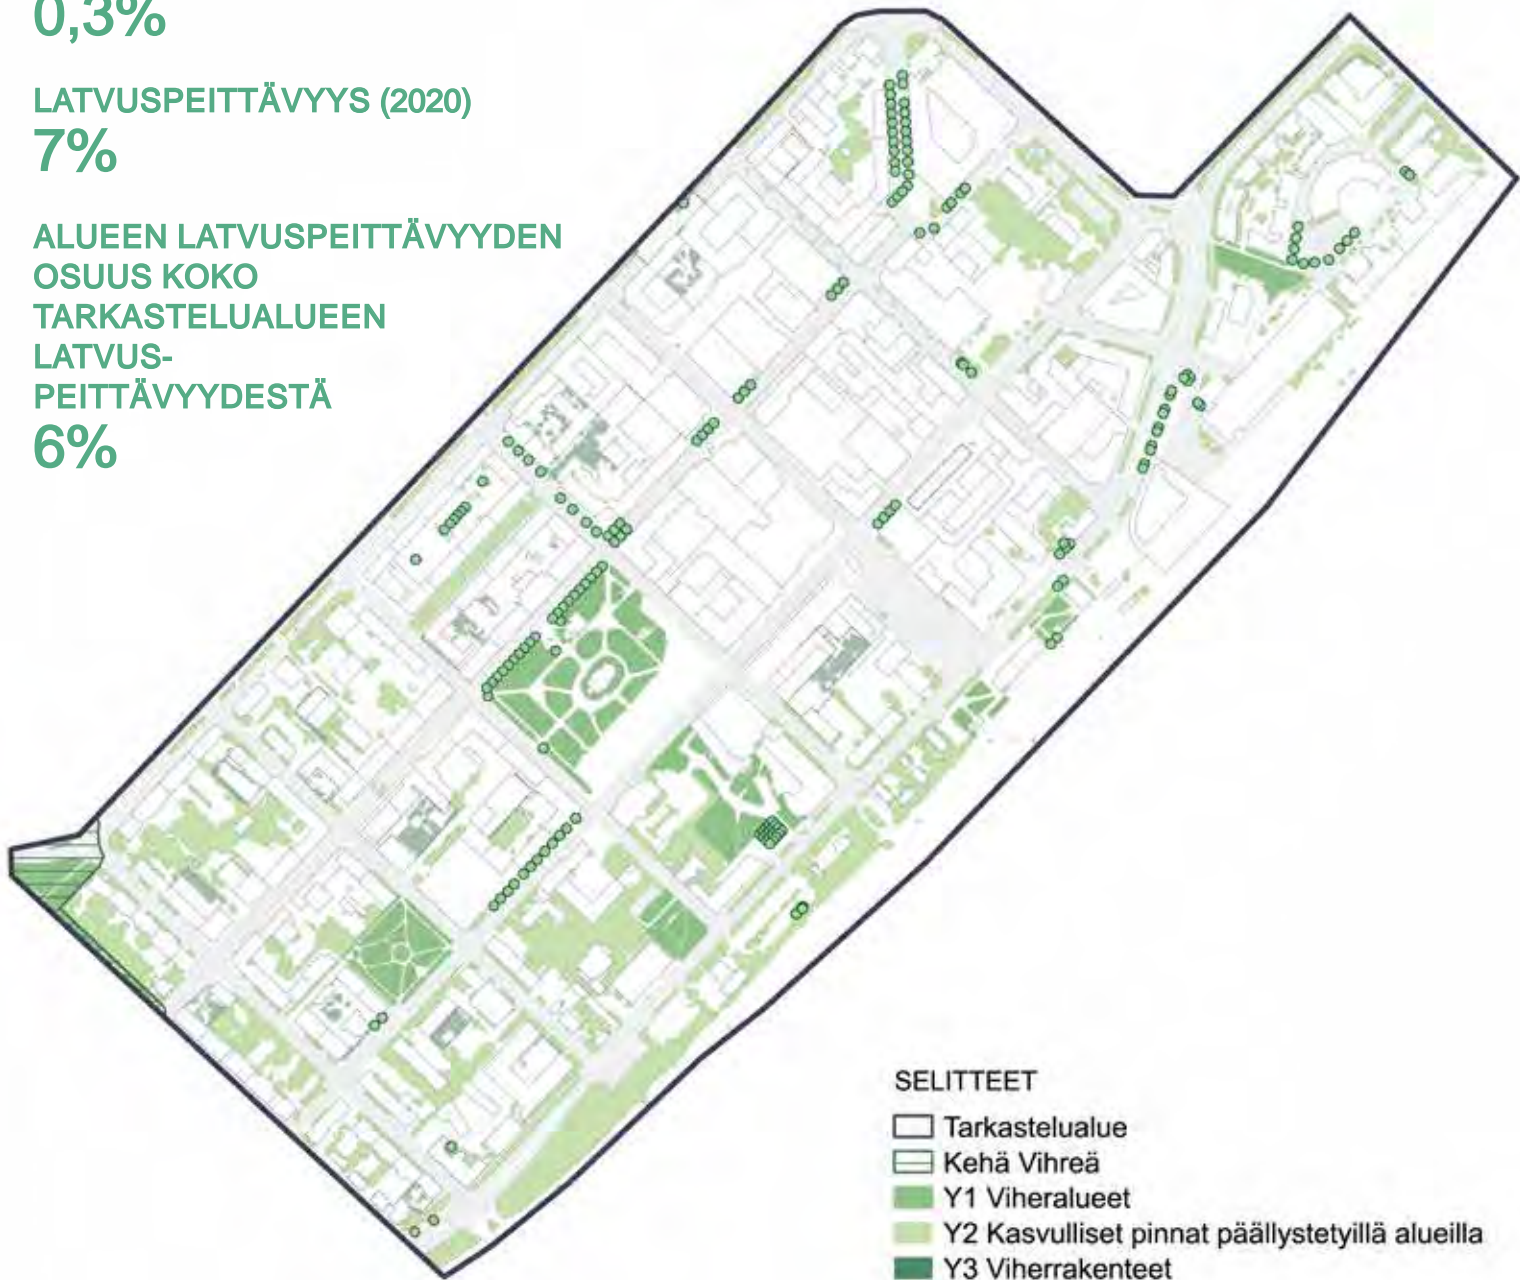 0,3%
LATVUSPEITTÄVYYS (2020)
7%
ALUEEN LATVUSPEITTÄVYYDEN
OSUUS KOKO
TARKASTELUALUEEN
LATVUS-
PEITTÄVYYDESTÄ
6%
SELITTEET
Tarkastelualue
Kehä Vihreä
Y1 Viheralueet
Y2 Kasvulliset pinnat päällystetyillä alueilla
Y3 Viherrakenteet